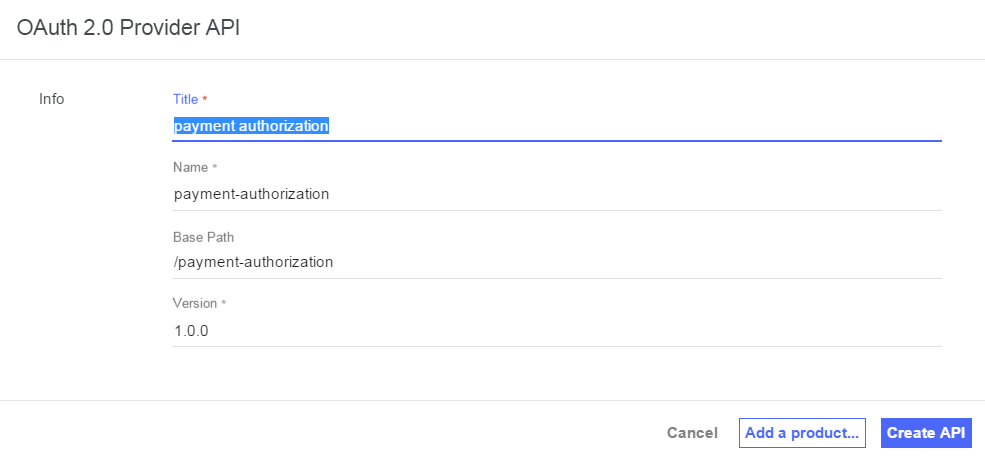 OAuth 2.0 Provider API
Info
Title *
payment authorization
Name *
payment-authorization
Base Path
/payment-authorization
Version *
1.0.0
Cancel
Add a product...
Create API